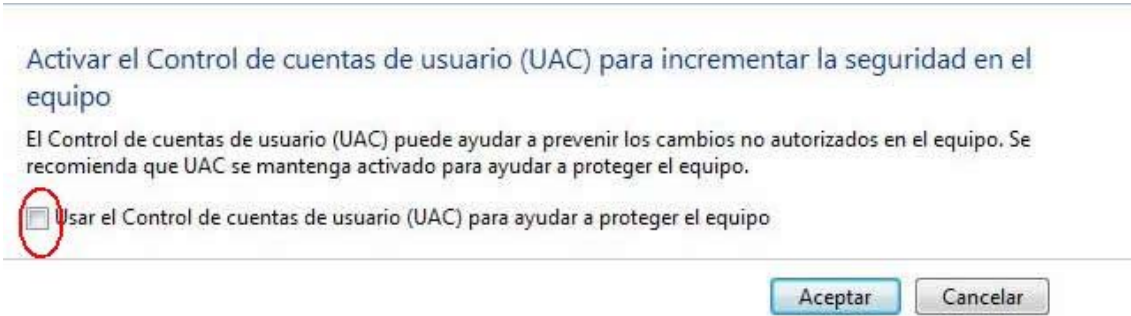 Activar el Control de cuentas de usuario (UAC) para incrementar la seguridad en el
equipo
El Control de cuentas de usuario (UAC) puede ayudar a prevenir los cambios no autorizados en el equipo. Se
recomienda que UAC se mantenga activado para ayudar a proteger el equipo.
Usar el Control de cuentas de usuario (UAC) para ayudar a proteger el equipo
Aceptar Cancelar